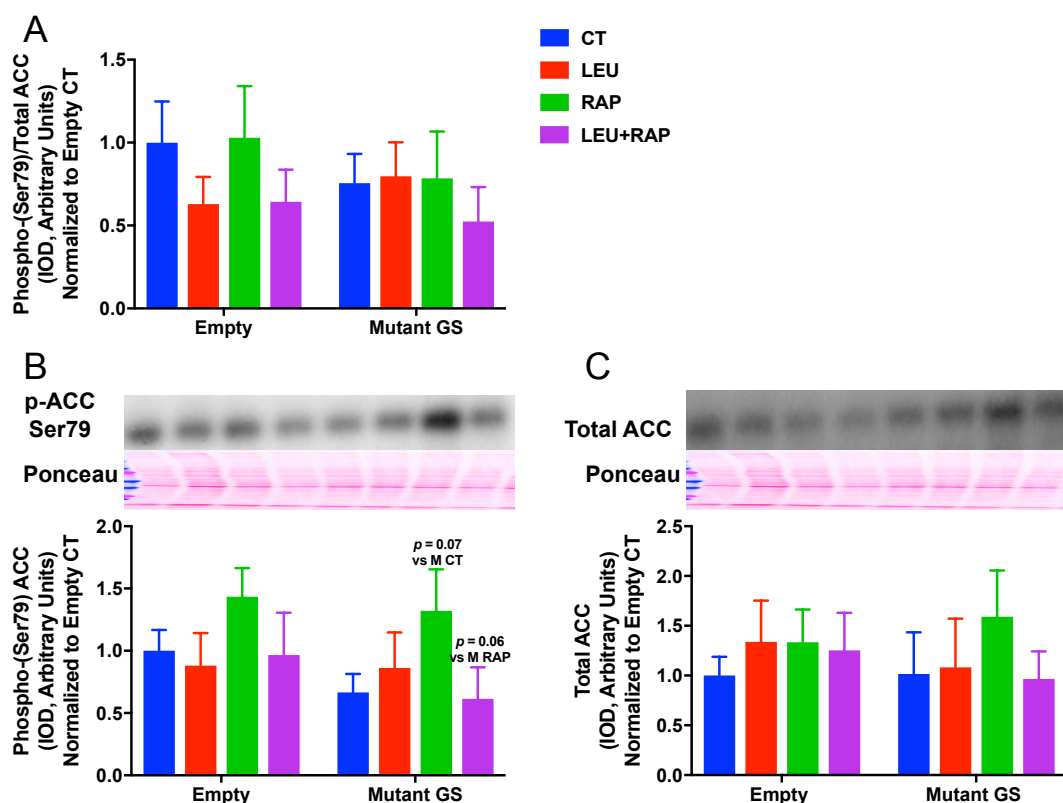 A
Phospho-(Ser79)/Total ACC
(IOD, Arbitrary Units)
Normalized to Empty CT
1.5
1.0
0.5
0.0
Empty
Mutant GS
CT
LEU
RAP
LEU+RAP
B
p-ACC
Ser79
Ponceau
Phospho-(Ser79) ACC
(IOD, Arbitrary Units)
Normalized to Empty CT
2.0
1.5
1.0
0.5
0.0
p = 0.07
vs M CT
p = 0.06
vs M RAP
Empty
Mutant GS
C
Total ACC
Ponceau
Total ACC
(IOD, Arbitrary Units)
Normalized to Empty CT
2.5
2.0
1.5
1.0
0.5
0.0
Empty
Mutant GS